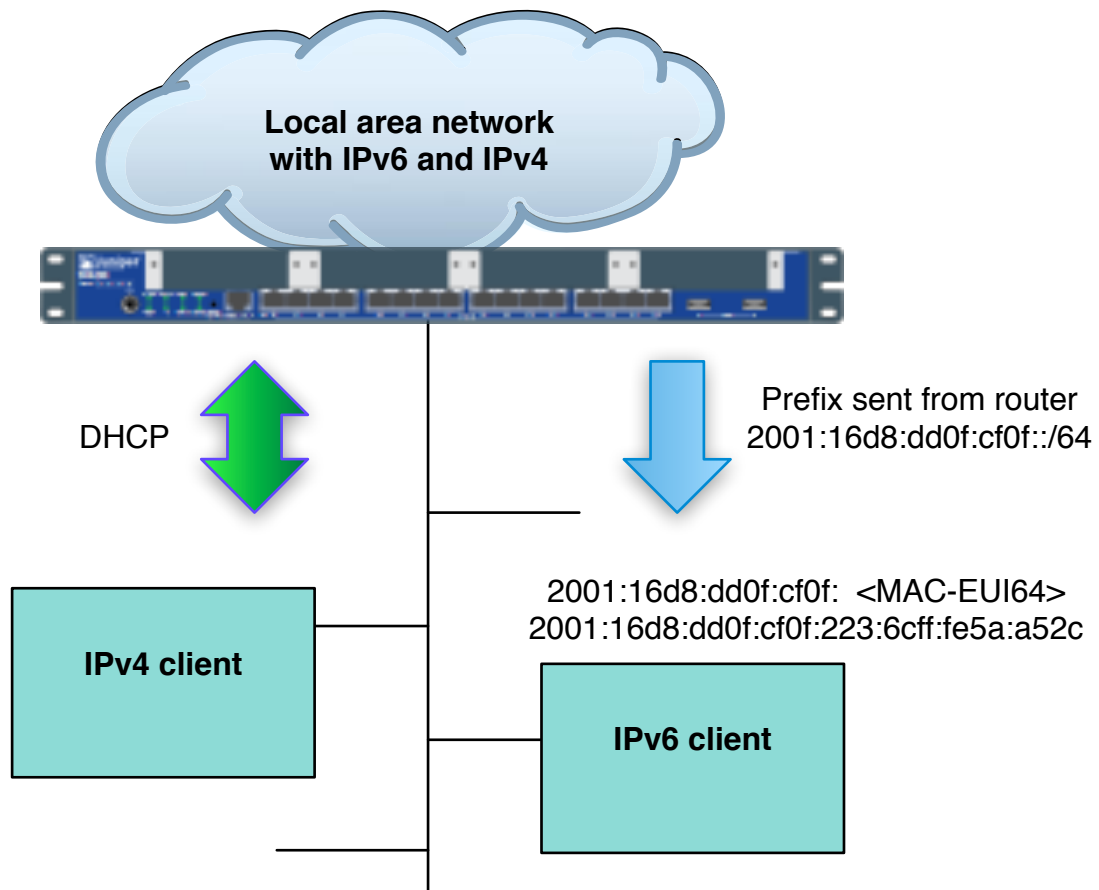 Local area network
with IPv6 and IPv4
Juniper
DHCP
Prefix sent from router
2001:16d8:dd0f:cf0f::/64
2001:16d8:dd0f:cf0f: <MAC-EUI64>
2001:16d8:dd0f:cf0f:223:6cff:fe5a:a52c
IPv4 client
IPv6 client